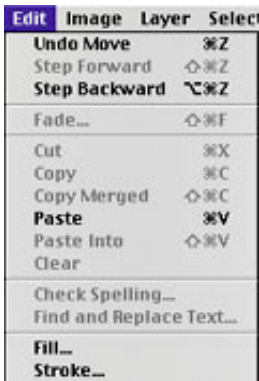 Edit Image Layer Selec
Undo Move ⌘Z
Step Forward ⇧⌘Z
Step Backward ⌥⌘Z
Fade... ⇧⌘F
Cut ⌘X
Copy ⌘C
Copy Merged ⇧⌘C
Paste ⌘V
Paste Into ⇧⌘V
Clear
Check Spelling...
Find and Replace Text...
Fill...
Stroke...